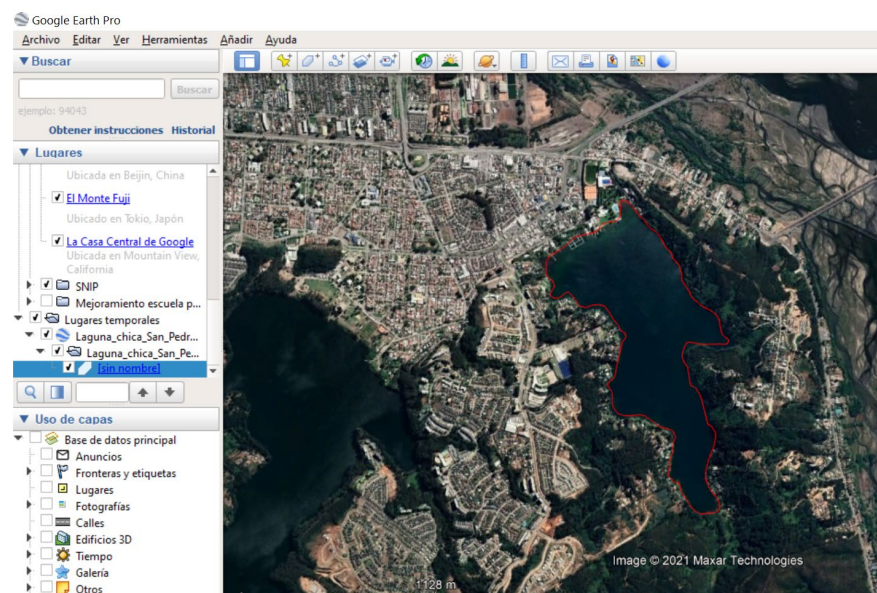 Google Earth Pro
Archivo Editar Ver Herramientas Añadir Ayuda
Buscar
Buscar
ejemplo: 94043
Obtener instrucciones Historial
Lugares
Ubicada en Beijin, China
El Monte Fuji
Ubicado en Tokio, Japón
La Casa Central de Google
Ubicada en Mountain View,
California
SNIP
Mejoramiento escuela p...
Lugares temporales
Laguna_chica_San_Pedr...
Laguna_chica_San_Pe...
[sin nombre]
Uso de capas
Base de datos principal
Anuncios
Fronteras y etiquetas
Lugares
Fotografías
Calles
Edificios 3D
Tiempo
Galería
Otros
Image © 2021 Maxar Technologies
1128 m